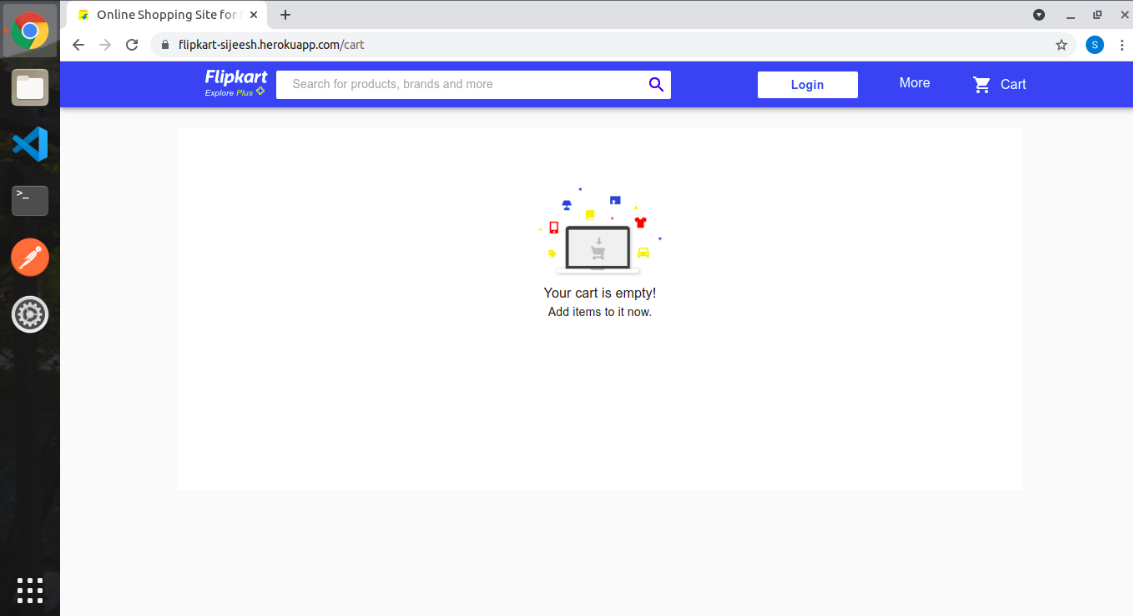 Online Shopping Site for
flipkart-sijeesh.herokuapp.com/cart
S
Flipkart
Explore Plus
Search for products, brands and more
Login
More
Cart
>_
Your cart is empty!
Add items to it now.